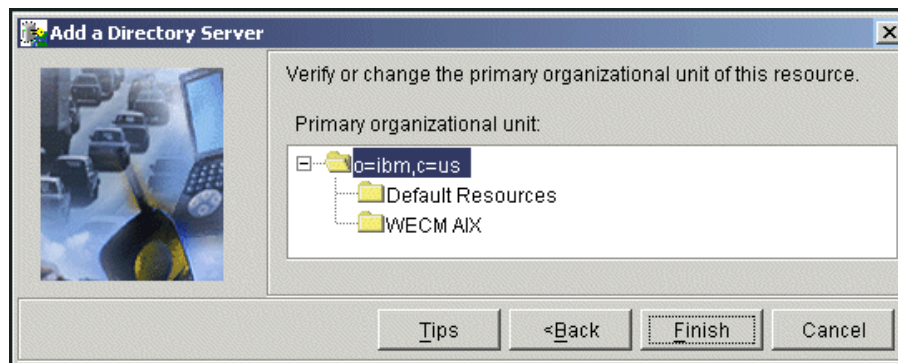 Add a Directory Server
Verify or change the primary organizational unit of this resource.
Primary organizational unit:
o=ibm,c=us
Default Resources
WECM AIX
Tips <Back Finish Cancel